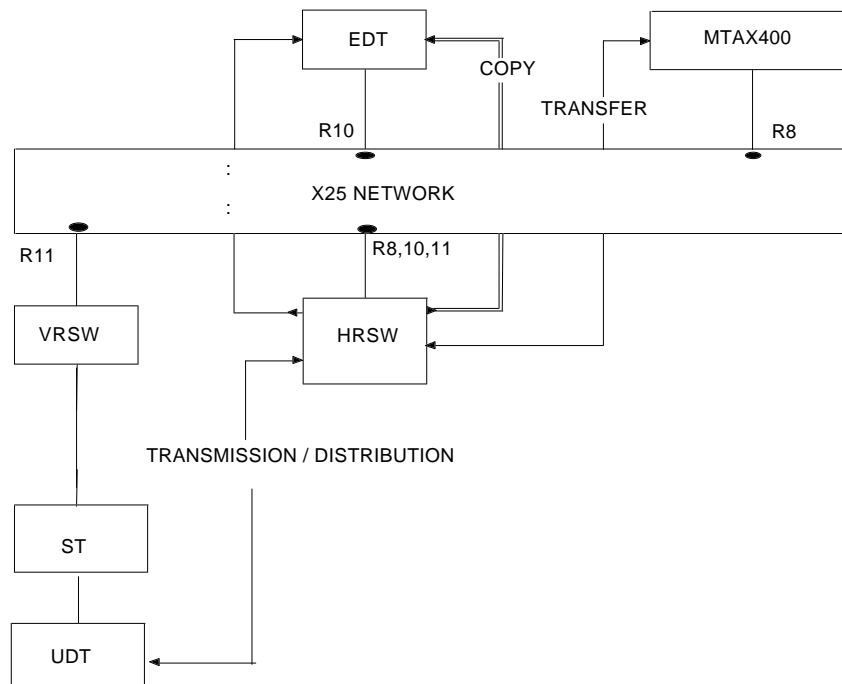 EDT
MTAX400
COPY
TRANSFER
R10
R8
:
X25 NETWORK
:
R11
R8,10,11
VRSW
HRSW
TRANSMISSION / DISTRIBUTION
ST
UDT